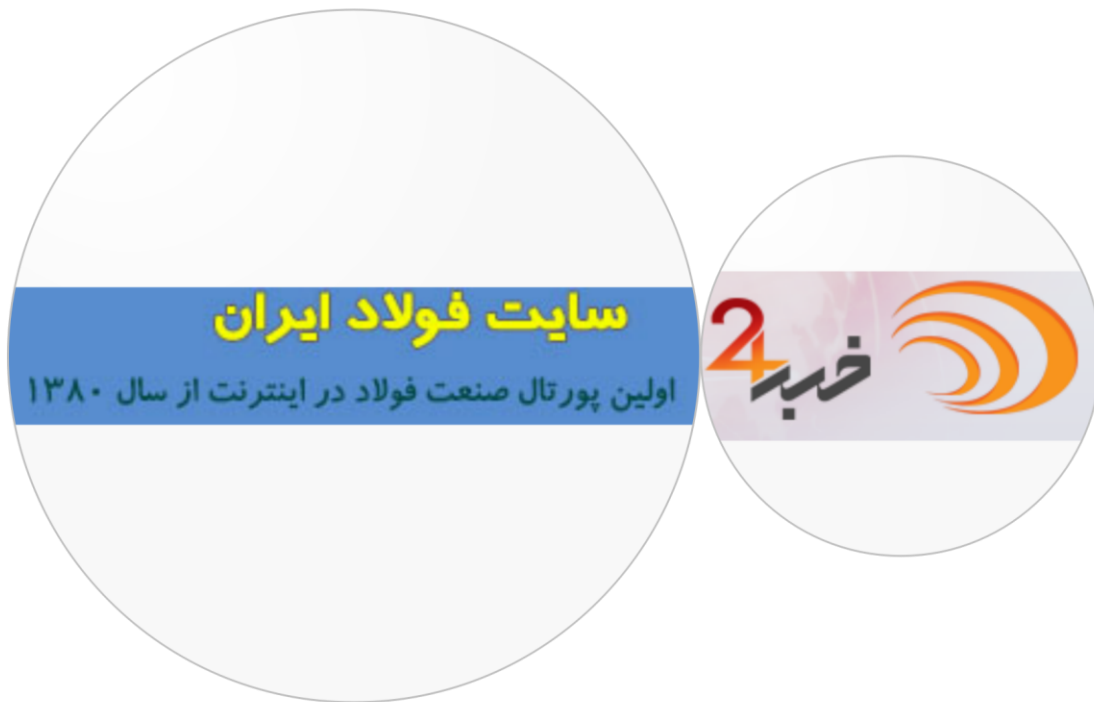 سایت فولاد ایران
اولین پورتال صنعت فولاد در اینترنت از سال ۱۳۸۰
خبر24